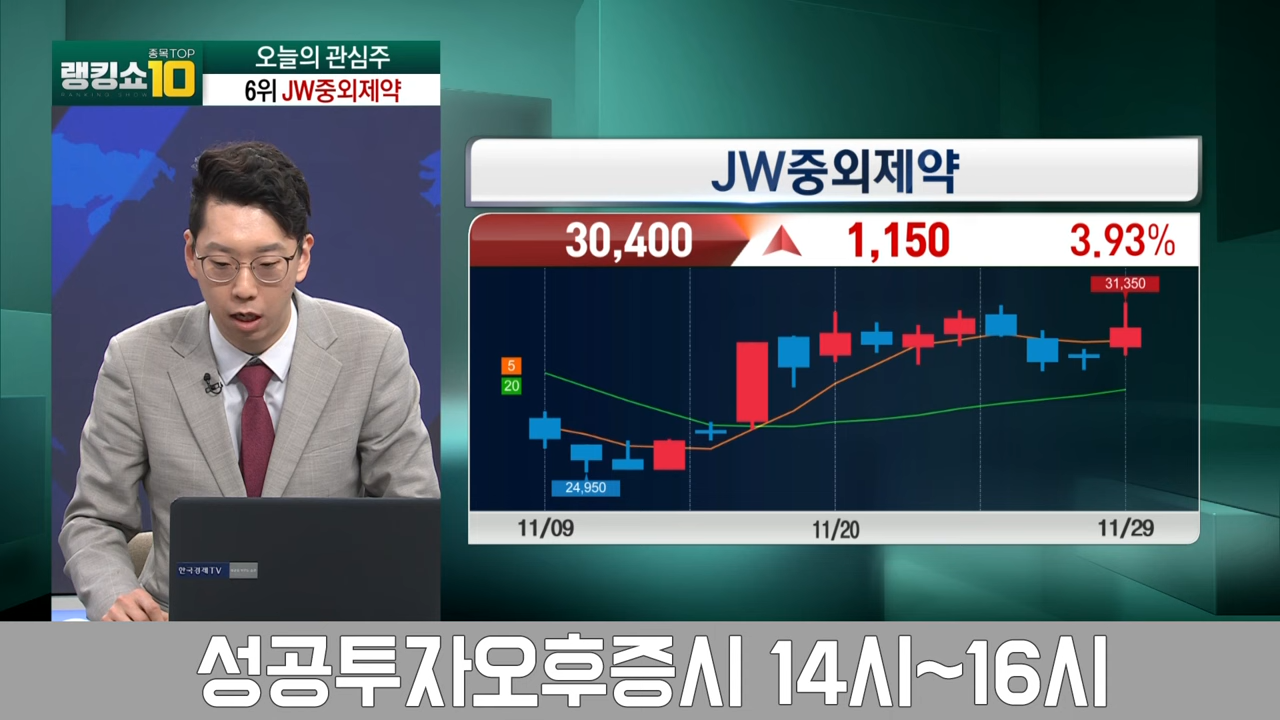 종목TOP
랭킹쇼10
RANKING SHOW
오늘의 관심주
6위 JW중외제약
JW중외제약
30,400 1,150 3.93%
31,350
5
20
24,950
11/09 11/20 11/29
한국경제TV
성공투자오후증시 14시~16시